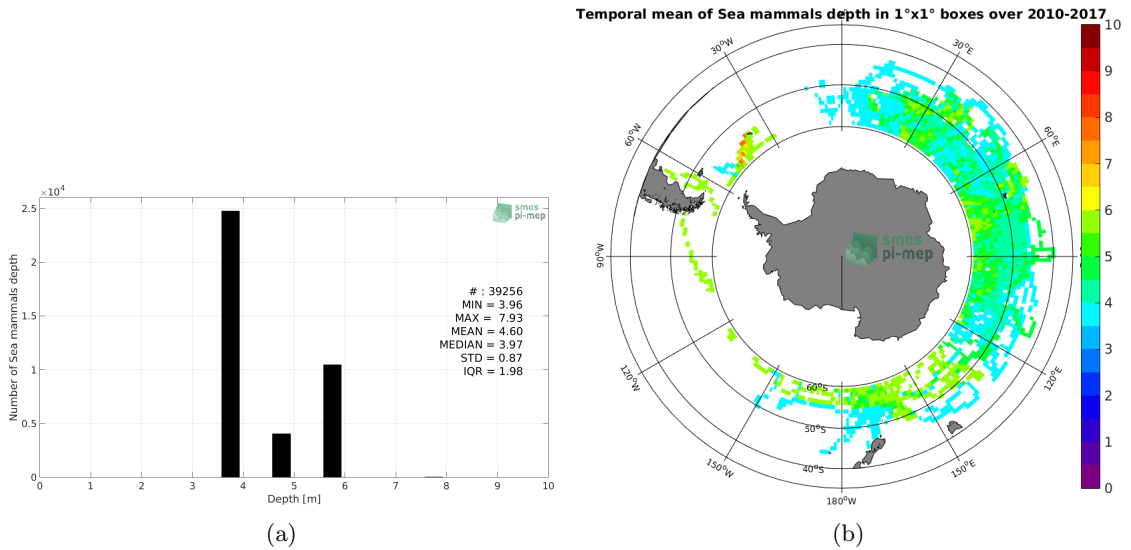 Temporal mean of Sea mammals depth in 1°x1° boxes over 2010-2017
×10⁴
2.5
2
1.5
1
0.5
0
Number of Sea mammals depth
0 1 2 3 4 5 6 7 8 9 10
Depth [m]
smos
pi-mep
# : 39256
MIN = 3.96
MAX = 7.93
MEAN = 4.60
MEDIAN = 3.97
STD = 0.87
IQR = 1.98
(a)
30°W
30°E
60°W
60°E
90°W
120°W
120°E
150°W
150°E
180°W
60°S
50°S
40°S
smos
pi-mep
10
9
8
7
6
5
4
3
2
1
0
(b)